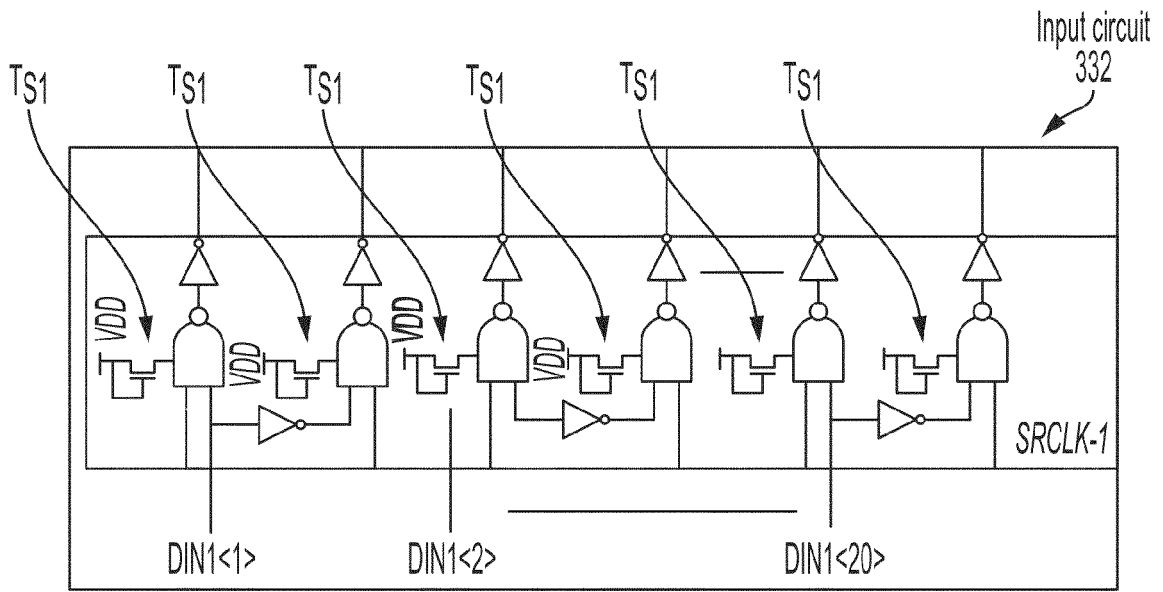 Input circuit
332
TS1 TS1 TS1 TS1 TS1 TS1
VDD VDD VDD VDD
SRCLK-1
DIN1<1> DIN1<2> DIN1<20>